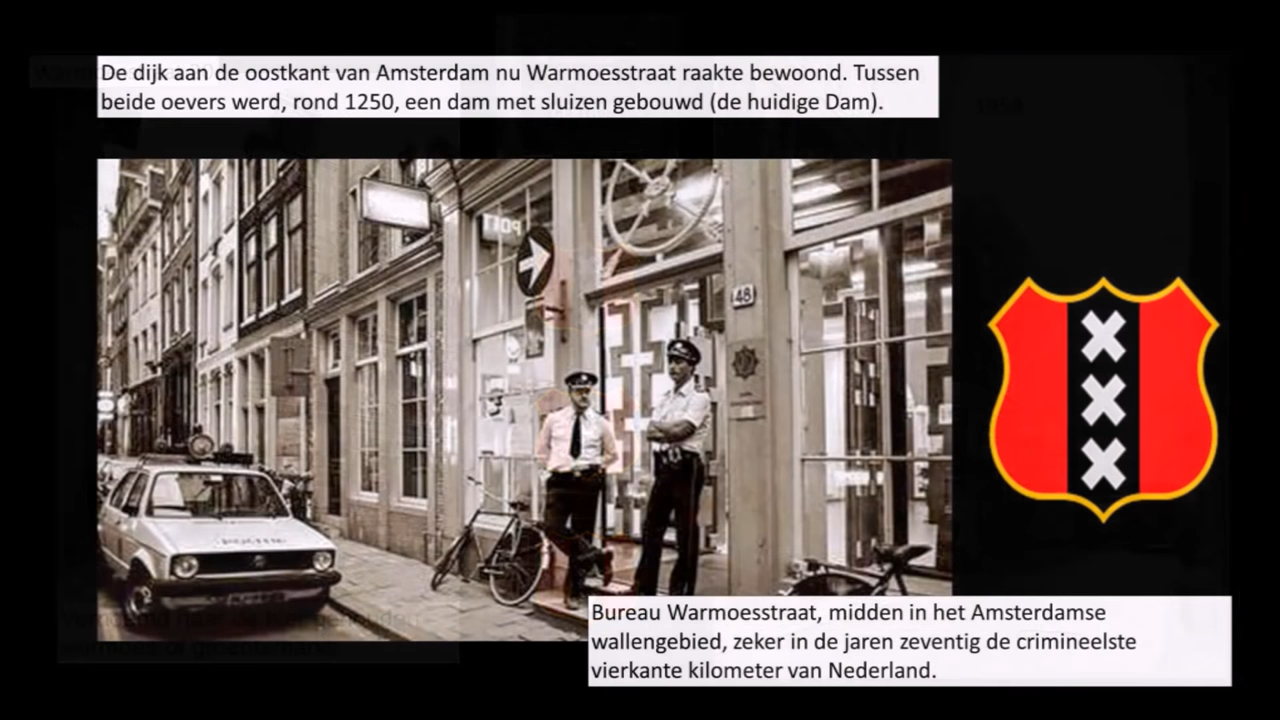 De dijk aan de oostkant van Amsterdam nu Warmoesstraat raakte bewoond. Tussen
beide oevers werd, rond 1250, een dam met sluizen gebouwd (de huidige Dam).
48
POLITIE
Bureau Warmoesstraat, midden in het Amsterdamse
wallengebied, zeker in de jaren zeventig de crimineelste
vierkante kilometer van Nederland.